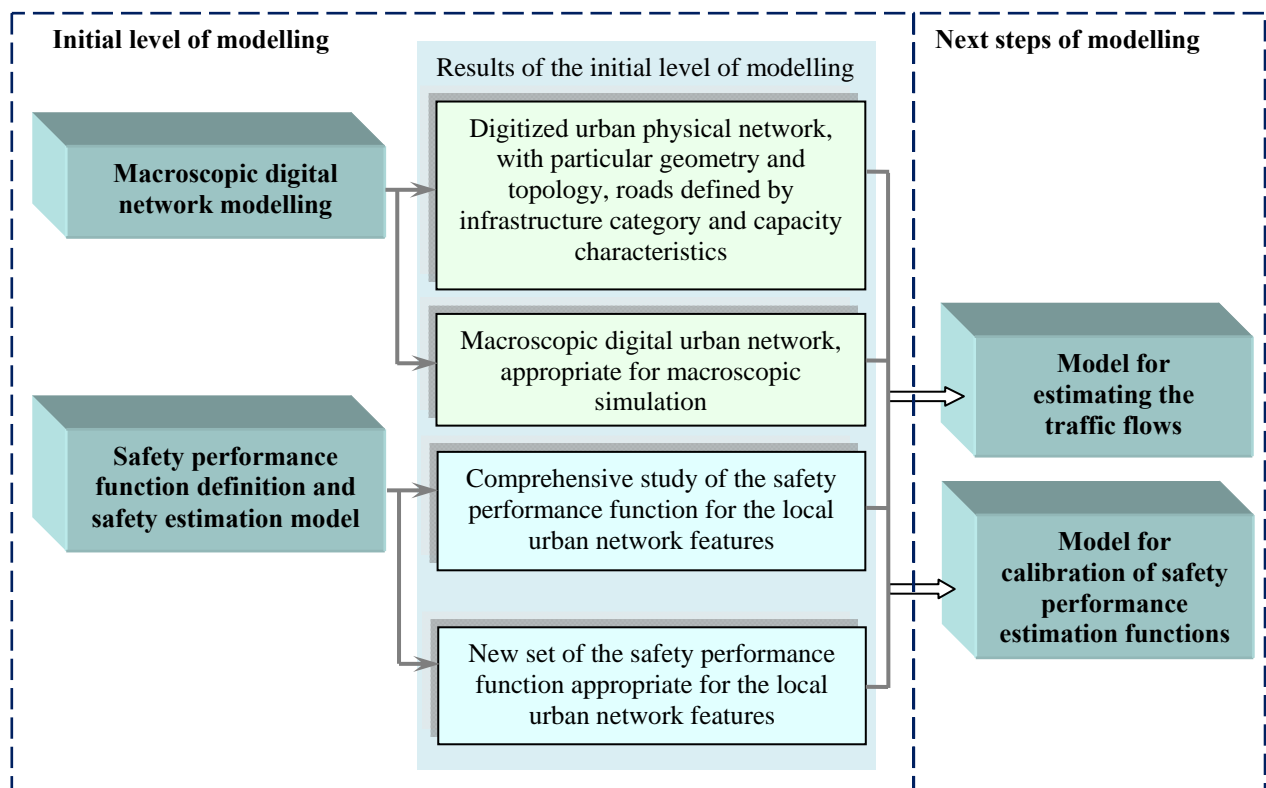 Initial level of modelling
Next steps of modelling
Results of the initial level of modelling
Macroscopic digital
network modelling
Digitized urban physical network,
with particular geometry and
topology, roads defined by
infrastructure category and capacity
characteristics
Macroscopic digital urban network,
appropriate for macroscopic
simulation
Safety performance
function definition and
safety estimation model
Comprehensive study of the safety
performance function for the local
urban network features
New set of the safety performance
function appropriate for the local
urban network features
Model for
estimating the
traffic flows
Model for
calibration of safety
performance
estimation functions